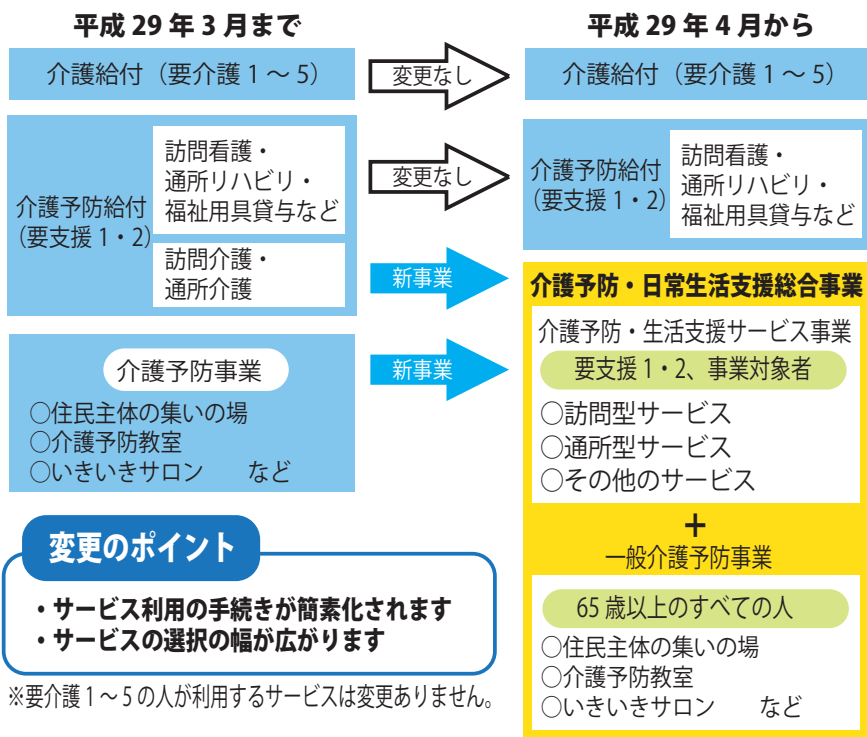 平成 29 年 3 月まで
介護給付（要介護 1 ～ 5）
介護予防給付
（要支援 1・2）
訪問看護・
通所リハビリ・
福祉用具貸与など
訪問介護・
通所介護
介護予防事業
○住民主体の集いの場
○介護予防教室
○いきいきサロン　　など
変更なし
変更なし
新事業
新事業
平成 29 年 4 月から
介護給付（要介護 1 ～ 5）
介護予防給付
（要支援 1・2）
訪問看護・
通所リハビリ・
福祉用具貸与など
介護予防・日常生活支援総合事業
介護予防・生活支援サービス事業
要支援 1・2、事業対象者
○訪問型サービス
○通所型サービス
○その他のサービス
＋
一般介護予防事業
65 歳以上のすべての人
○住民主体の集いの場
○介護予防教室
○いきいきサロン　　など
変更のポイント
・サービス利用の手続きが簡素化されます
・サービスの選択の幅が広がります
※要介護 1 ～ 5 の人が利用するサービスは変更ありません。